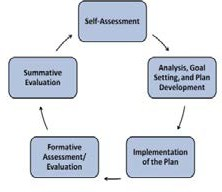 Self-Assessment
Analysis, Goal
Setting, and Plan
Development
Implementation
of the Plan
Formative
Assessment/
Evaluation
Summative
Evaluation